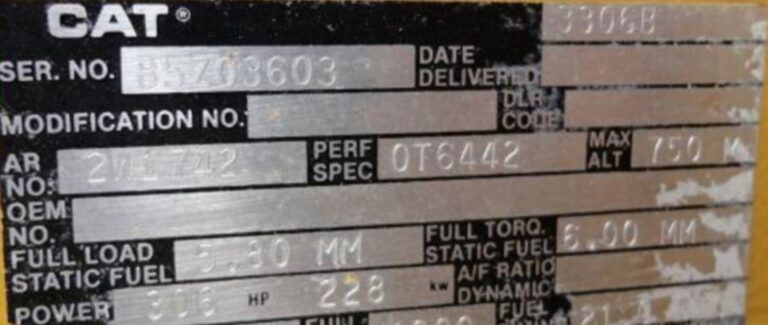 CAT® 3306B
SER. NO. 85Z03603 DATE DELIVERED
MODIFICATION NO. DLR CODE
AR NO. 2W1742 PERF SPEC 0T6442 MAX ALT 750 M
OEM NO.
FULL LOAD STATIC FUEL 5.80 MM FULL TORQ. STATIC FUEL 6.00 MM
POWER 306 HP 228 kw A/F RATIO DYNAMIC
FUEL